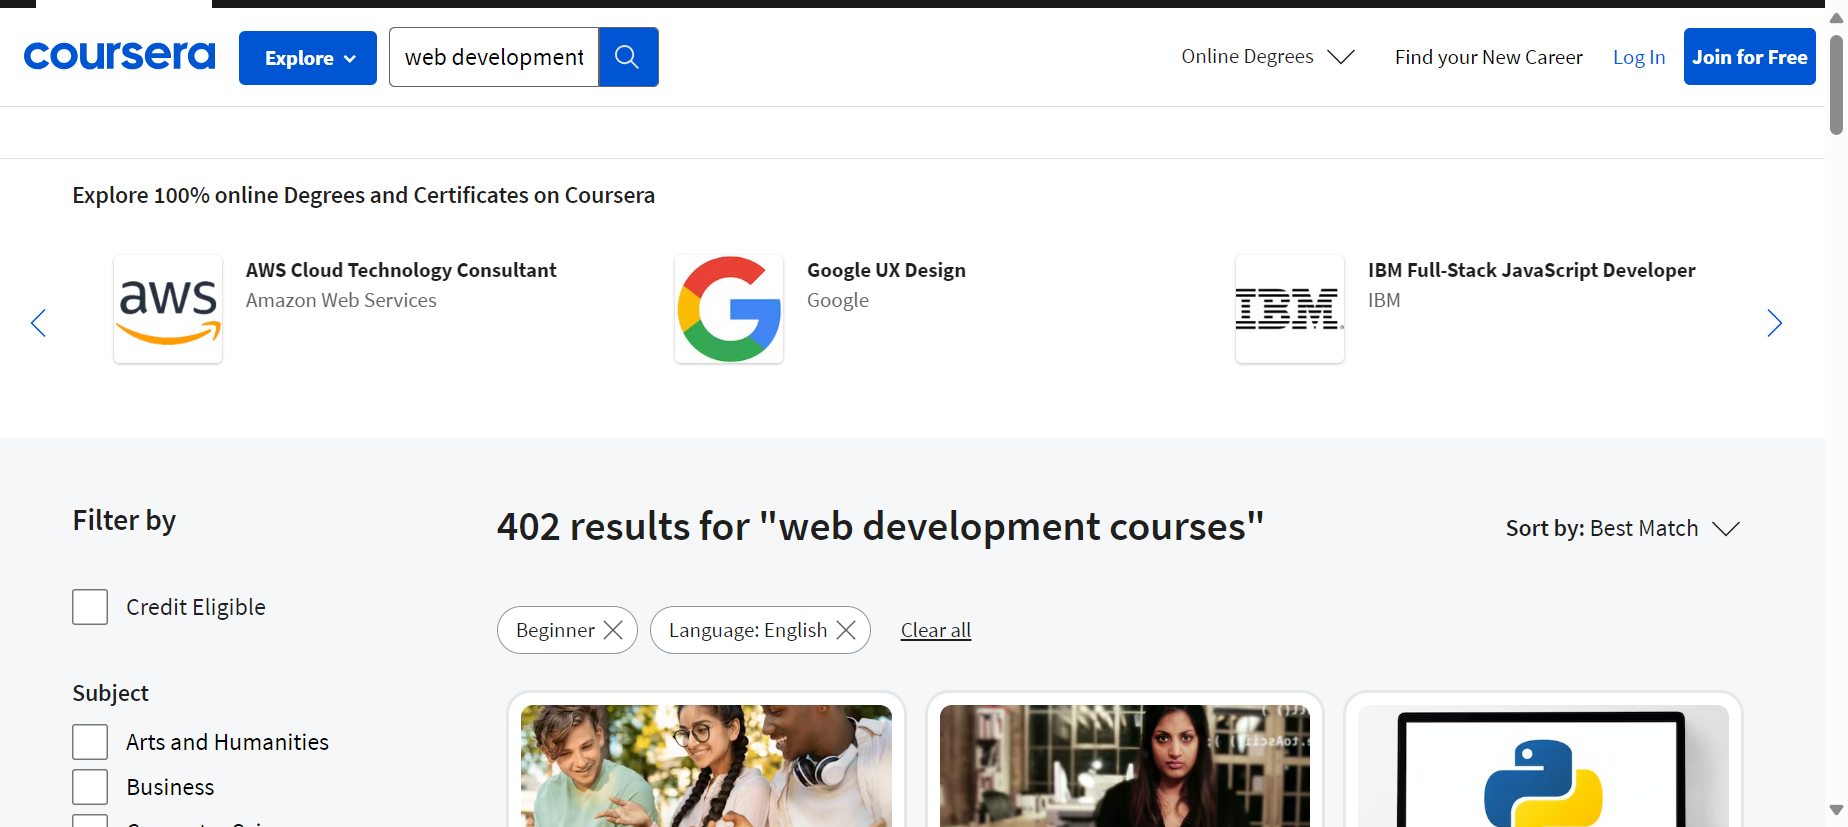 coursera
Explore
web development
Online Degrees
Find your New Career
Log In
Join for Free
Explore 100% online Degrees and Certificates on Coursera
aws
AWS Cloud Technology Consultant
Amazon Web Services
Google UX Design
Google
IBM
IBM Full-Stack JavaScript Developer
IBM
Filter by
402 results for "web development courses"
Sort by: Best Match
Credit Eligible
Beginner
Language: English
Clear all
Subject
Arts and Humanities
Business